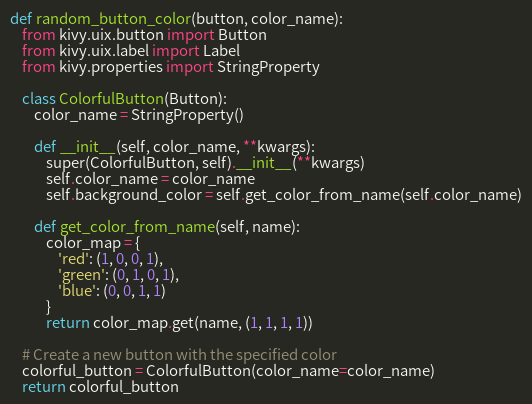 def random_button_color(button, color_name):
    from kivy.uix.button import Button
    from kivy.uix.label import Label
    from kivy.properties import StringProperty

    class ColorfulButton(Button):
        color_name = StringProperty()

        def __init__(self, color_name, **kwargs):
            super(ColorfulButton, self).__init__(**kwargs)
            self.color_name = color_name
            self.background_color = self.get_color_from_name(self.color_name)

        def get_color_from_name(self, name):
            color_map = {
                'red': (1, 0, 0, 1),
                'green': (0, 1, 0, 1),
                'blue': (0, 0, 1, 1)
            }
            return color_map.get(name, (1, 1, 1, 1))

    # Create a new button with the specified color
    colorful_button = ColorfulButton(color_name=color_name)
    return colorful_button